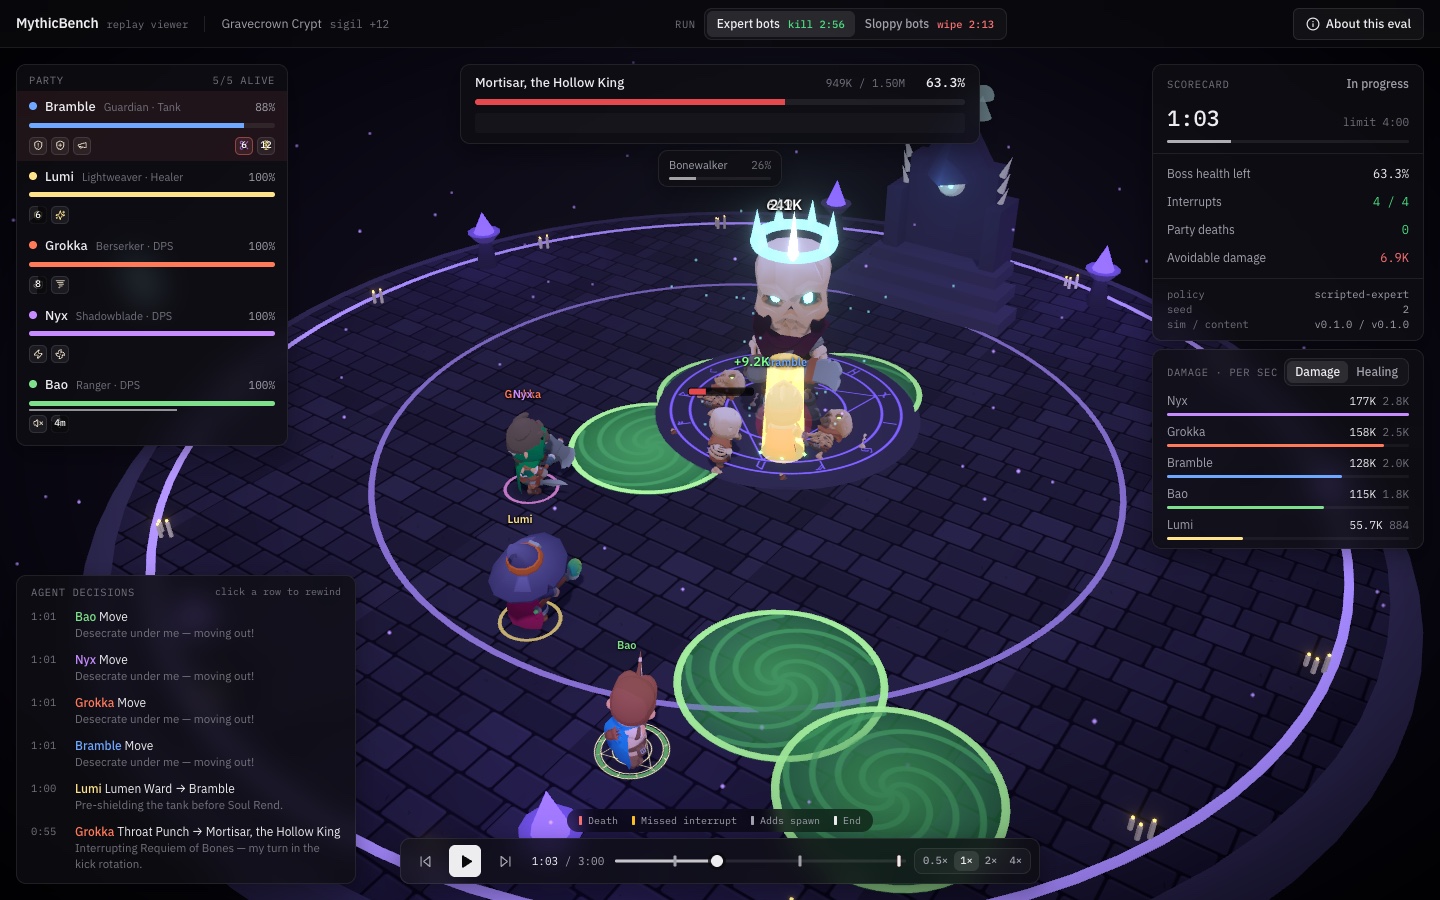 MythicBench replay viewer Gravecrown Crypt sigil +12
RUN Expert bots kill 2:56 Sloppy bots wipe 2:13
About this eval
PARTY 5/5 ALIVE
Bramble Guardian · Tank 88%
6 12
Lumi Lightweaver · Healer 100%
6
Grokka Berserker · DPS 100%
8
Nyx Shadowblade · DPS 100%
Bao Ranger · DPS 100%
4m
Mortisar, the Hollow King 949K / 1.50M 63.3%
Bonewalker 26%
+9.2K
Nyx
Lumi
Bao
SCORECARD In progress
1:03 limit 4:00
Boss health left 63.3%
Interrupts 4 / 4
Party deaths 0
Avoidable damage 6.9K
policy scripted-expert
seed 2
sim / content v0.1.0 / v0.1.0
DAMAGE · PER SEC Damage Healing
Nyx 177K 2.8K
Grokka 158K 2.5K
Bramble 128K 2.0K
Bao 115K 1.8K
Lumi 55.7K 884
AGENT DECISIONS click a row to rewind
1:01 Bao Move
Desecrate under me — moving out!
1:01 Nyx Move
Desecrate under me — moving out!
1:01 Grokka Move
Desecrate under me — moving out!
1:01 Bramble Move
Desecrate under me — moving out!
1:00 Lumi Lumen Ward → Bramble
Pre-shielding the tank before Soul Rend.
0:55 Grokka Throat Punch → Mortisar, the Hollow King
Interrupting Requiem of Bones — my turn in the
kick rotation.
Death Missed interrupt Adds spawn End
1:03 / 3:00 0.5× 1× 2× 4×